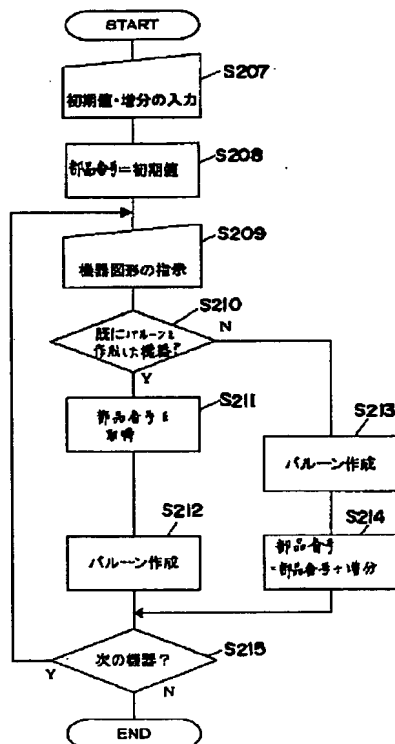 START
S207
初期値・増分の入力
S208
部品番号=初期値
S209
機器図形の指示
S210
既にバルーンを
作成した機器?
N
Y
S211
部品番号を
取得
S213
バルーン作成
S212
バルーン作成
S214
部品番号
=部品番号+増分
次の機器?
S215
Y
N
END